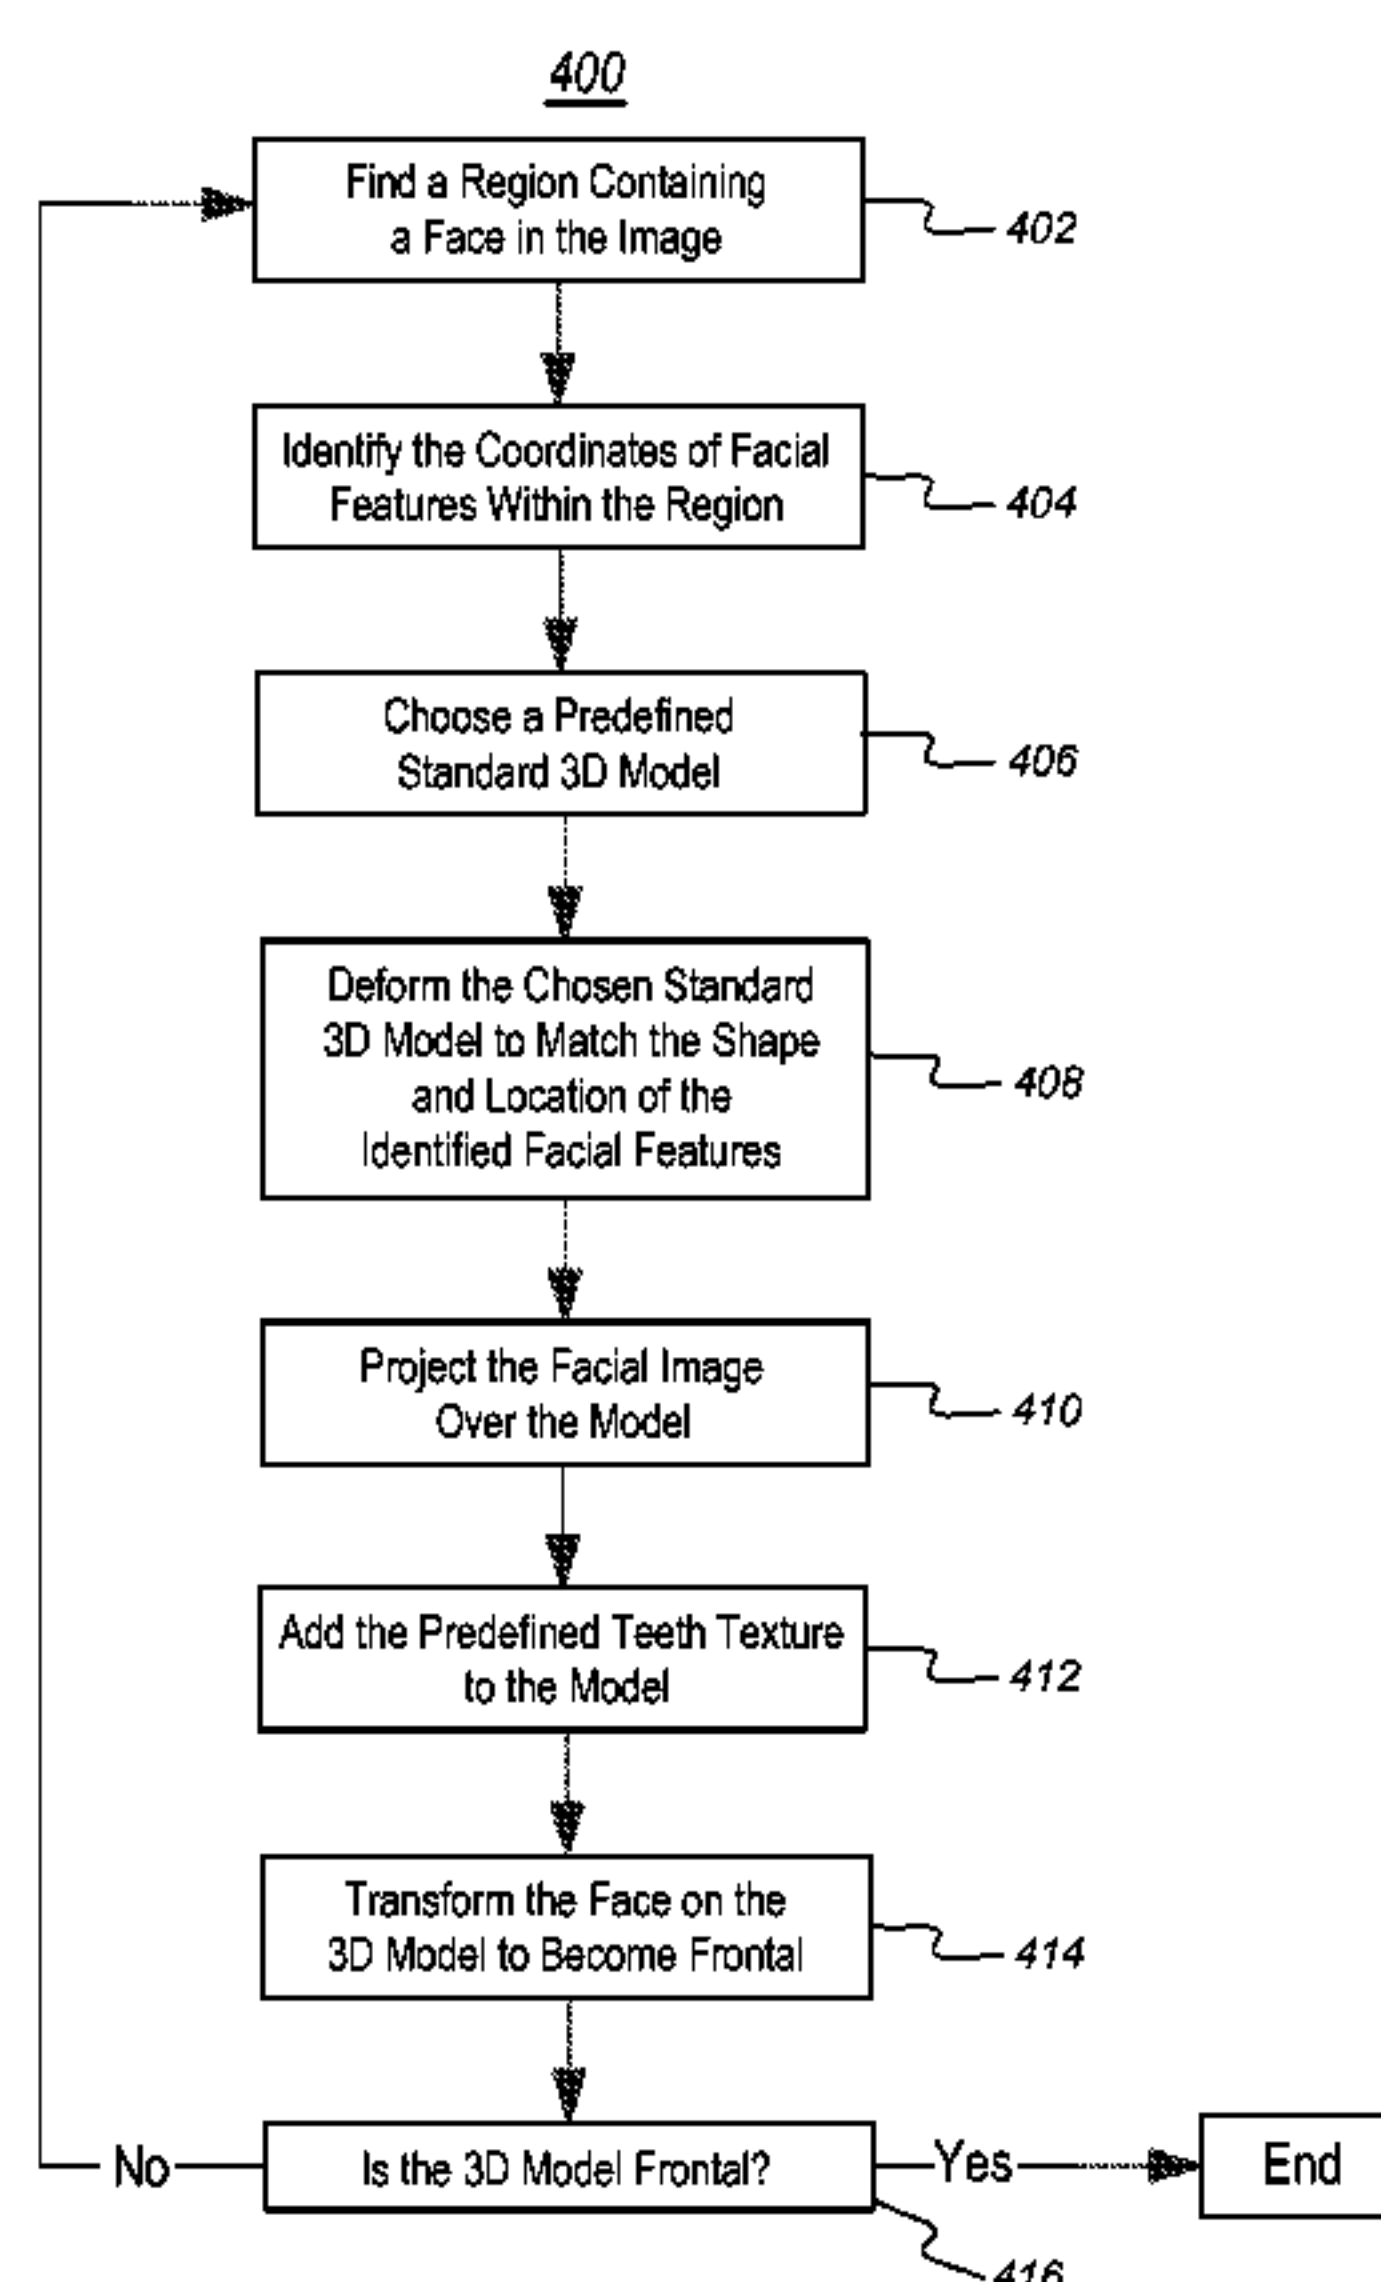 400
Find a Region Containing
a Face in the Image
402
Identify the Coordinates of Facial
Features Within the Region
404
Choose a Predefined
Standard 3D Model
406
Deform the Chosen Standard
3D Model to Match the Shape
and Location of the
Identified Facial Features
408
Project the Facial Image
Over the Model
410
Add the Predefined Teeth Texture
to the Model
412
Transform the Face on the
3D Model to Become Frontal
414
No
Is the 3D Model Frontal?
Yes
End
416